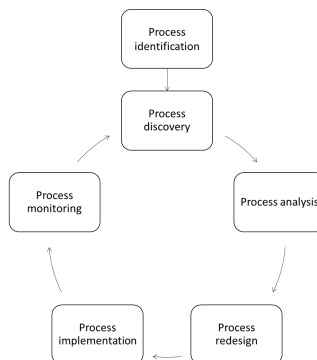 Process
identification
Process
discovery
Process analysis
Process
redesign
Process
implementation
Process
monitoring